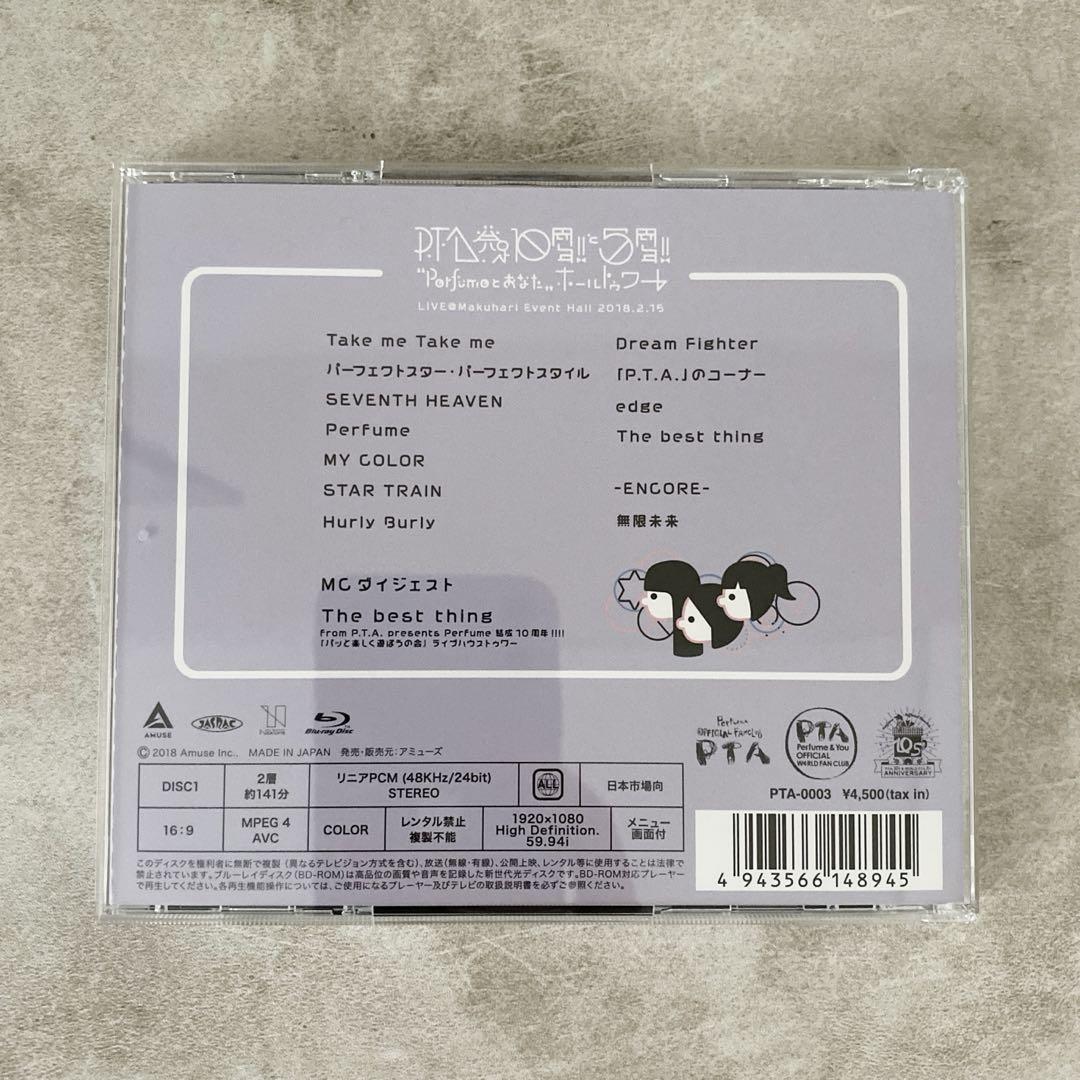 P.T.A.発足10周年!!と5周年!!
“Perfumeとあなた„ホールトゥワー
LIVE@Makuhari Event Hall 2018.2.15
Take me Take me
パーフェクトスター・パーフェクトスタイル
SEVENTH HEAVEN
Perfume
MY COLOR
STAR TRAIN
Hurly Burly
MCダイジェスト
The best thing
from P.T.A. presents Perfume 結成10周年!!!!
「パッと楽しく遊ぼうの会」ライブハウストゥワー
Dream Fighter
「P.T.A.」のコーナー
edge
The best thing
-ENCORE-
無限未来
AMUSE
JASRAC
Blu-ray Disc
Perfume
OFFICIAL FANCLUB
PTA
PTA
Perfume & You
OFFICIAL
WORLD FAN CLUB
10&5
ANNIVERSARY
©2018 Amuse Inc., MADE IN JAPAN 発売・販売元:アミューズ
DISC1
2層
約141分
リニアPCM (48KHz/24bit)
STEREO
ALL
日本市場向
16:9
MPEG 4
AVC
COLOR
レンタル禁止
複製不能
1920×1080
High Definition.
59.94i
メニュー
画面付
PTA-0003 ¥4,500(tax in)
4 943566 148945
このディスクを権利者に無断で複製(異なるテレビジョン方式を含む)、放送(無線・有線)、公開上映、レンタル等に使用することは法律で
禁止されています。ブルーレイディスク(BD-ROM)は高品位の画質や音声を記録した新世代光ディスクです。BD-ROM対応プレーヤー
で再生してください。各再生機能操作については、ご使用になるプレーヤー及びテレビの取扱説明書を必ずご参照ください。